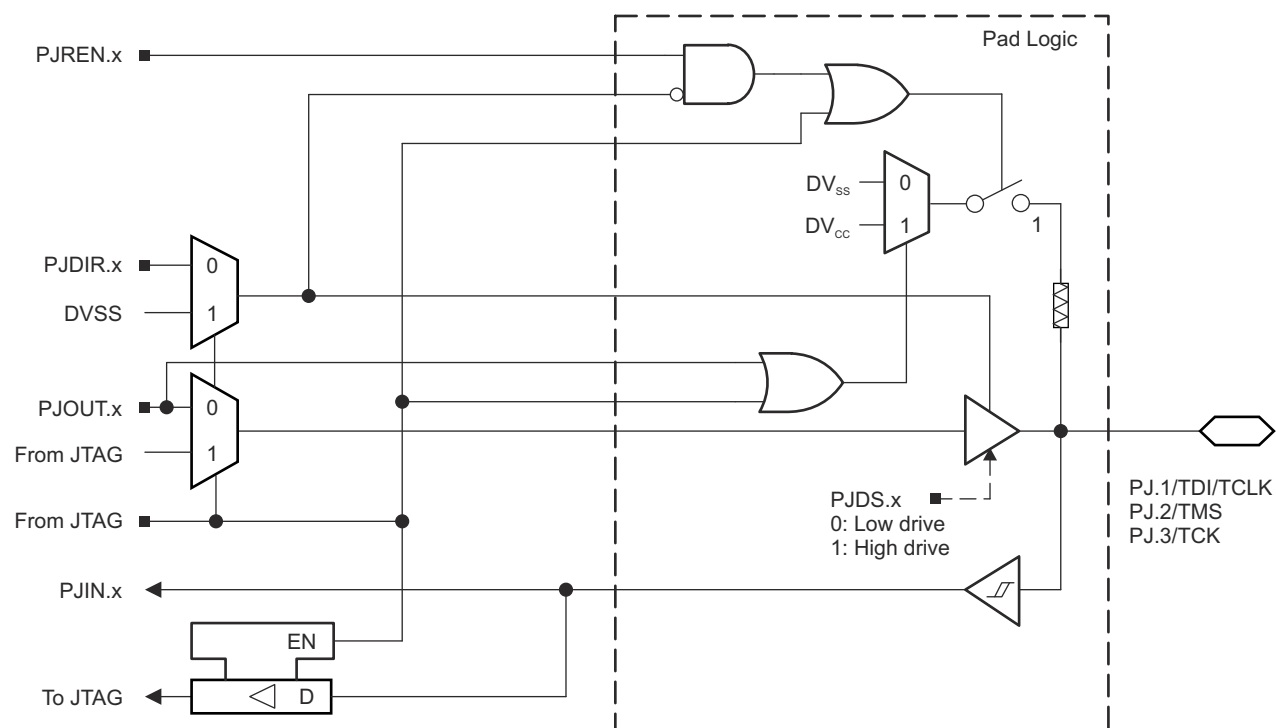 Pad Logic
PJREN.x
DVSS 0
DVCC 1
1
PJDIR.x 0
DVSS 1
PJOUT.x 0
From JTAG 1
PJDS.x
0: Low drive
1: High drive
PJ.1/TDI/TCLK
PJ.2/TMS
PJ.3/TCK
From JTAG
PJIN.x
EN
To JTAG D